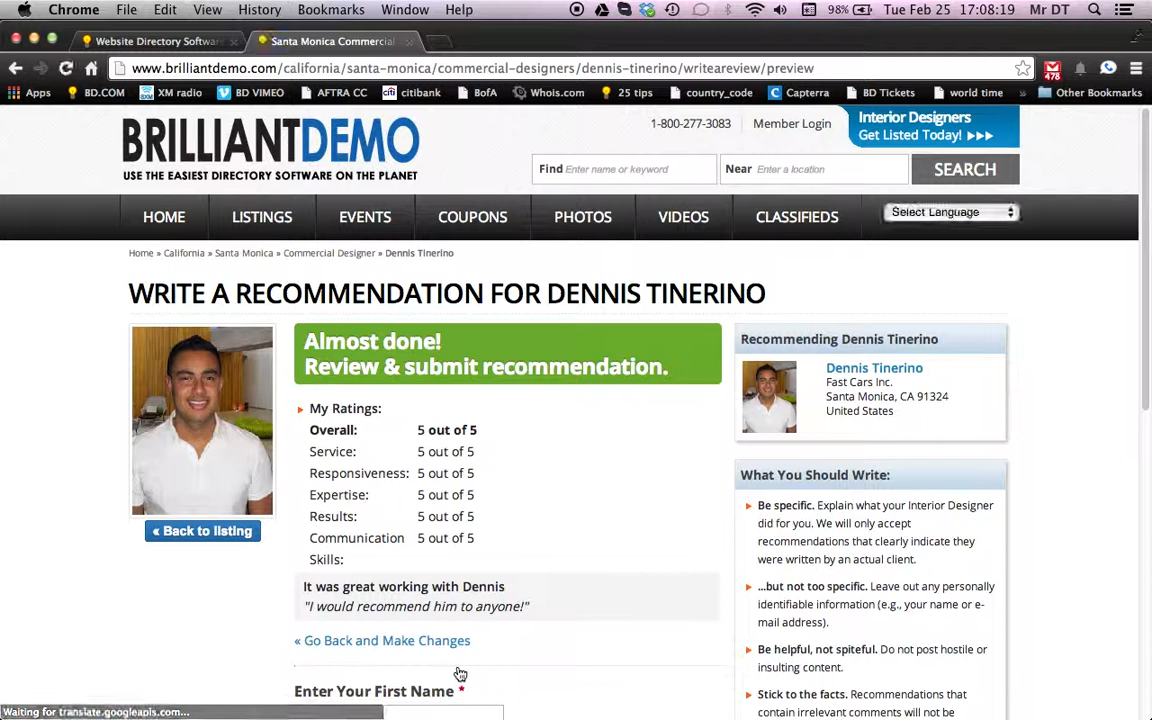 Chrome File Edit View History Bookmarks Window Help 98% Tue Feb 25 17:08:19 Mr DT
Website Directory Softwar Santa Monica Commercial
www.brilliantdemo.com/california/santa-monica/commercial-designers/dennis-tinerino/writeareview/preview 478
Apps BD.COM XM radio BD VIMEO AFTRA CC citibank BofA Whois.com 25 tips country_code Capterra BD Tickets world time » Other Bookmarks
BRILLIANTDEMO
USE THE EASIEST DIRECTORY SOFTWARE ON THE PLANET
1-800-277-3083 Member Login
Interior Designers
Get Listed Today! ▶▶▶
Find Enter name or keyword Near Enter a location SEARCH
HOME LISTINGS EVENTS COUPONS PHOTOS VIDEOS CLASSIFIEDS Select Language
Home » California » Santa Monica » Commercial Designer » Dennis Tinerino
WRITE A RECOMMENDATION FOR DENNIS TINERINO
« Back to listing
Almost done!
Review & submit recommendation.
My Ratings:
Overall: 5 out of 5
Service: 5 out of 5
Responsiveness: 5 out of 5
Expertise: 5 out of 5
Results: 5 out of 5
Communication 5 out of 5
Skills:
It was great working with Dennis
"I would recommend him to anyone!"
« Go Back and Make Changes
Enter Your First Name *
Recommending Dennis Tinerino
Dennis Tinerino
Fast Cars Inc.
Santa Monica, CA 91324
United States
What You Should Write:
Be specific. Explain what your Interior Designer
did for you. We will only accept
recommendations that clearly indicate they
were written by an actual client.
...but not too specific. Leave out any personally
identifiable information (e.g., your name or e-
mail address).
Be helpful, not spiteful. Do not post hostile or
insulting content.
Stick to the facts. Recommendations that
contain irrelevant comments will not be
Waiting for translate.googleapis.com...